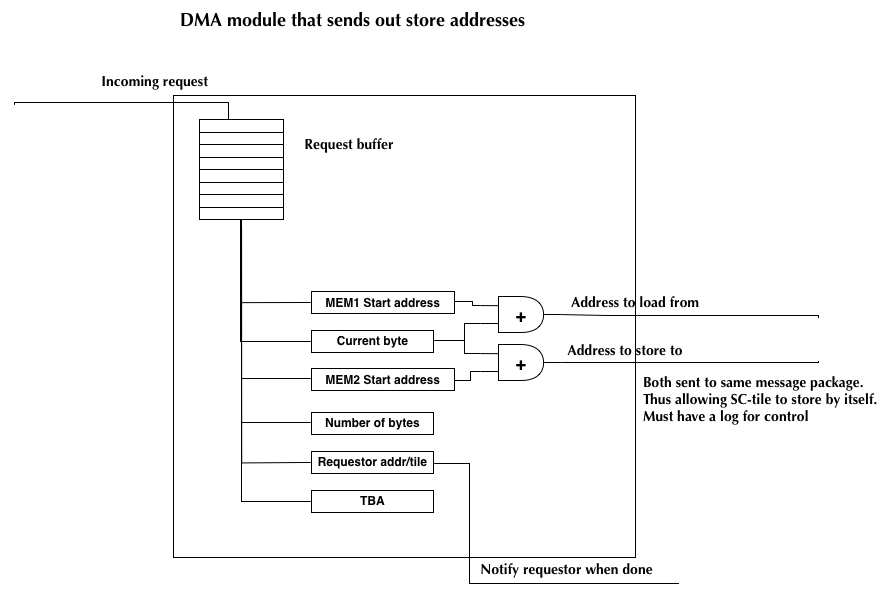 DMA module that sends out store addresses
Incoming request
Request buffer
MEM1 Start address
+
Address to load from
Current byte
Address to store to
+
MEM2 Start address
Both sent to same message package.
Thus allowing SC-tile to store by itself.
Must have a log for control
Number of bytes
Requestor addr/tile
TBA
Notify requestor when done